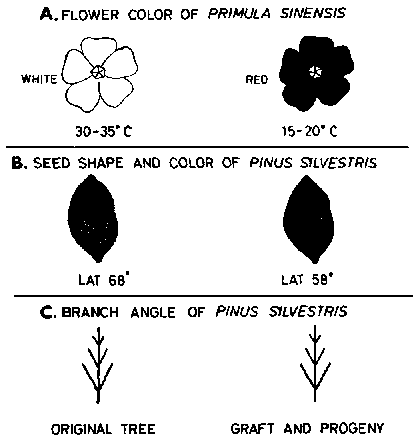 A. FLOWER COLOR OF PRIMULA SINENSIS
WHITE RED
30-35°C 15-20°C
B. SEED SHAPE AND COLOR OF PINUS SILVESTRIS
LAT 68° LAT 58°
C. BRANCH ANGLE OF PINUS SILVESTRIS
ORIGINAL TREE GRAFT AND PROGENY